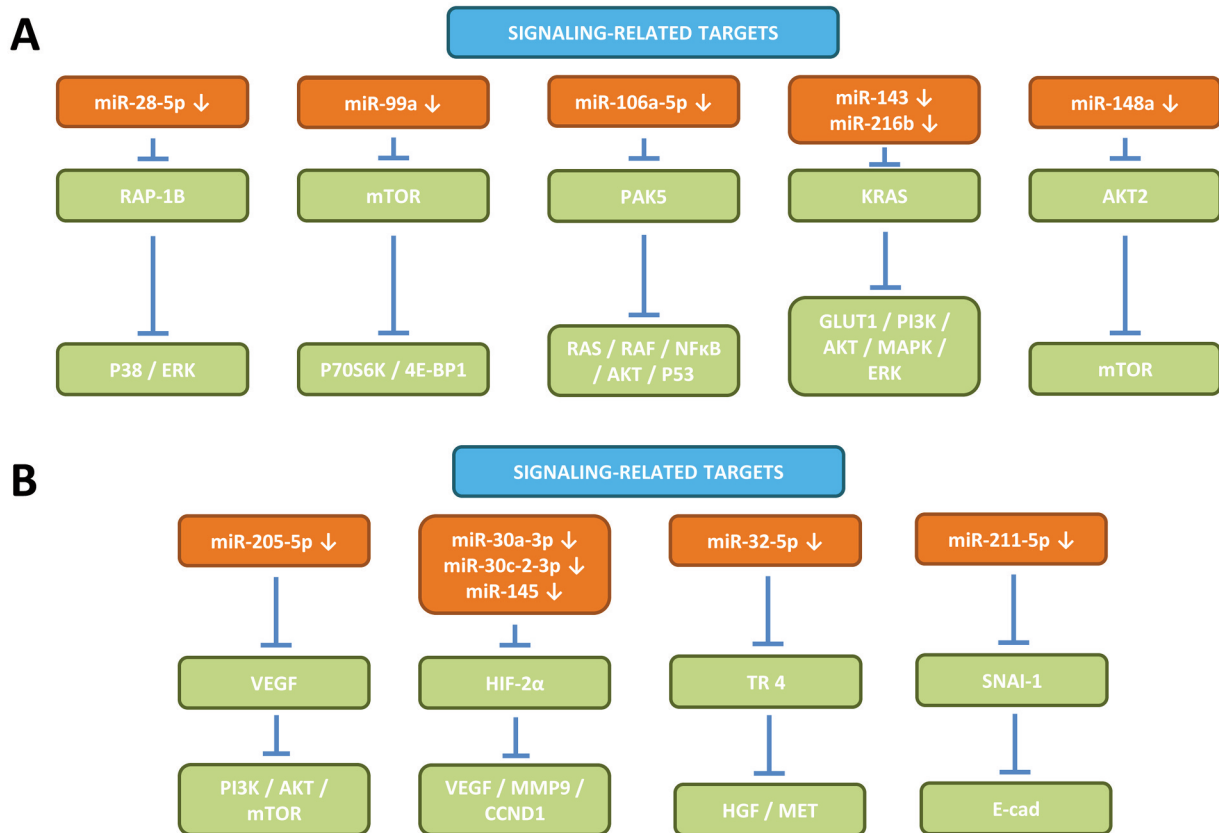 A
SIGNALING-RELATED TARGETS
miR-28-5p ↓
miR-99a ↓
miR-106a-5p ↓
miR-143 ↓
miR-216b ↓
miR-148a ↓
RAP-1B
mTOR
PAK5
KRAS
AKT2
P38 / ERK
P70S6K / 4E-BP1
RAS / RAF / NFκB
/ AKT / P53
GLUT1 / PI3K /
AKT / MAPK /
ERK
mTOR
B
SIGNALING-RELATED TARGETS
miR-205-5p ↓
miR-30a-3p ↓
miR-30c-2-3p ↓
miR-145 ↓
miR-32-5p ↓
miR-211-5p ↓
VEGF
HIF-2α
TR 4
SNAI-1
PI3K / AKT /
mTOR
VEGF / MMP9 /
CCND1
HGF / MET
E-cad